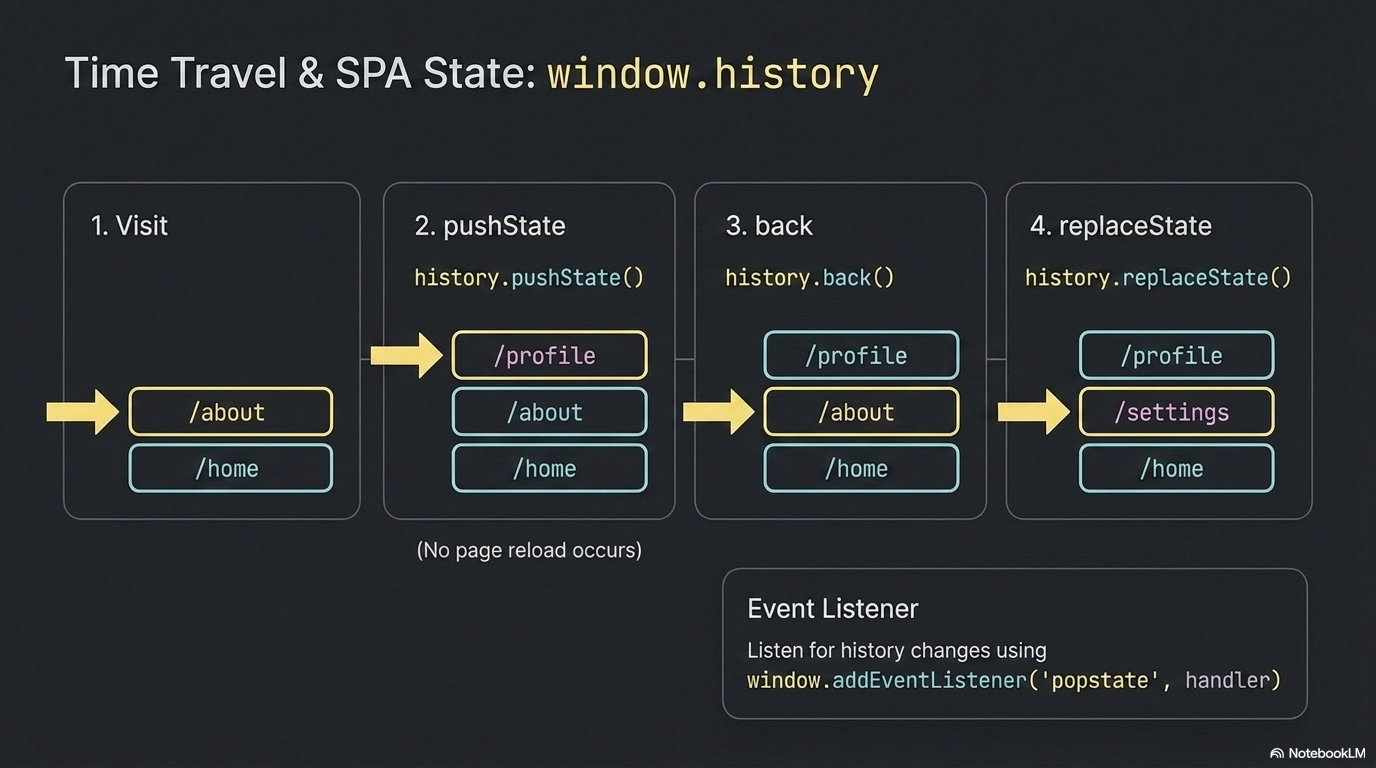 Time Travel & SPA State: window.history
1. Visit
/about
/home
2. pushState
history.pushState()
/profile
/about
/home
(No page reload occurs)
3. back
history.back()
/profile
/about
/home
4. replaceState
history.replaceState()
/profile
/settings
/home
Event Listener
Listen for history changes using
window.addEventListener('popstate', handler)
NotebookLM